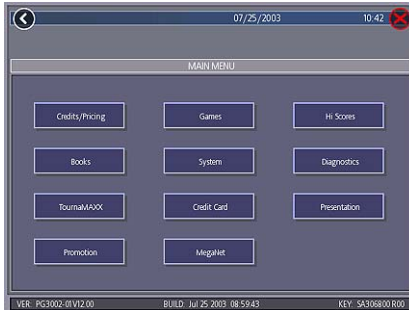 07/25/2003 10:42
MAIN MENU
Credits/Pricing Games Hi Scores
Books System Diagnostics
TournaMAXX Credit Card Presentation
Promotion MegaNet
VER: PG3002-01V12.00 BUILD: Jul 25 2003 08:59:43 KEY: SA306800 R00